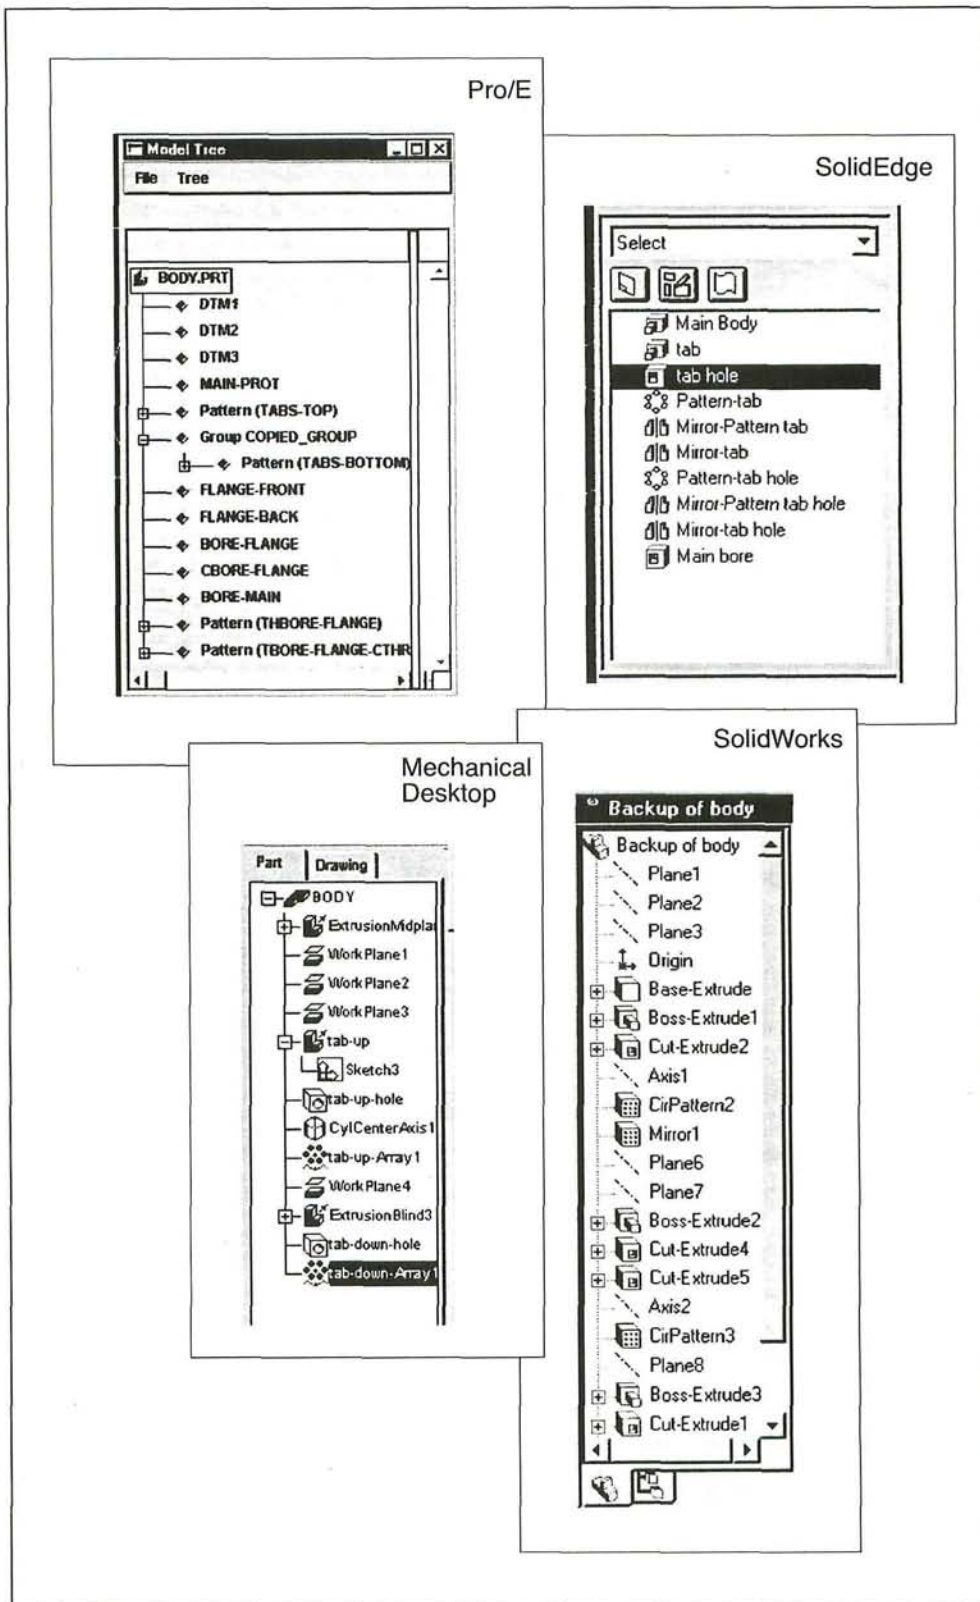 Pro/E
Model Tree
File Tree
BODY.PRT
DTM1
DTM2
DTM3
MAIN-PROT
Pattern (TABS-TOP)
Group COPIED_GROUP
Pattern (TABS-BOTTOM)
FLANGE-FRONT
FLANGE-BACK
BORE-FLANGE
CBORE-FLANGE
BORE-MAIN
Pattern (THBORE-FLANGE)
Pattern (TBORE-FLANGE-CTHR
SolidEdge
Select
Main Body
tab
tab hole
Pattern-tab
Mirror-Pattern tab
Mirror-tab
Pattern-tab hole
Mirror-Pattern tab hole
Mirror-tab hole
Main bore
Mechanical
Desktop
Part Drawing
BODY
ExtrusionMidplan
WorkPlane1
WorkPlane2
WorkPlane3
tab-up
Sketch3
tab-up-hole
CylCenterAxis1
tab-up-Array1
WorkPlane4
ExtrusionBlind3
tab-down-hole
tab-down-Array1
SolidWorks
Backup of body
Backup of body
Plane1
Plane2
Plane3
Origin
Base-Extrude
Boss-Extrude1
Cut-Extrude2
Axis1
CirPattern2
Mirror1
Plane6
Plane7
Boss-Extrude2
Cut-Extrude4
Cut-Extrude5
Axis2
CirPattern3
Plane8
Boss-Extrude3
Cut-Extrude1